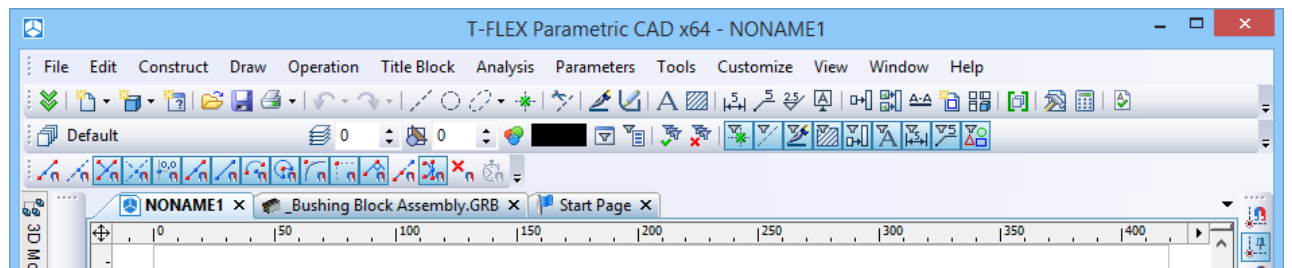 T-FLEX Parametric CAD x64 - NONAME1
File Edit Construct Draw Operation Title Block Analysis Parameters Tools Customize View Window Help
Default 0 0
NONAME1 _Bushing Block Assembly.GRB Start Page
0 50 100 150 200 250 300 350 400